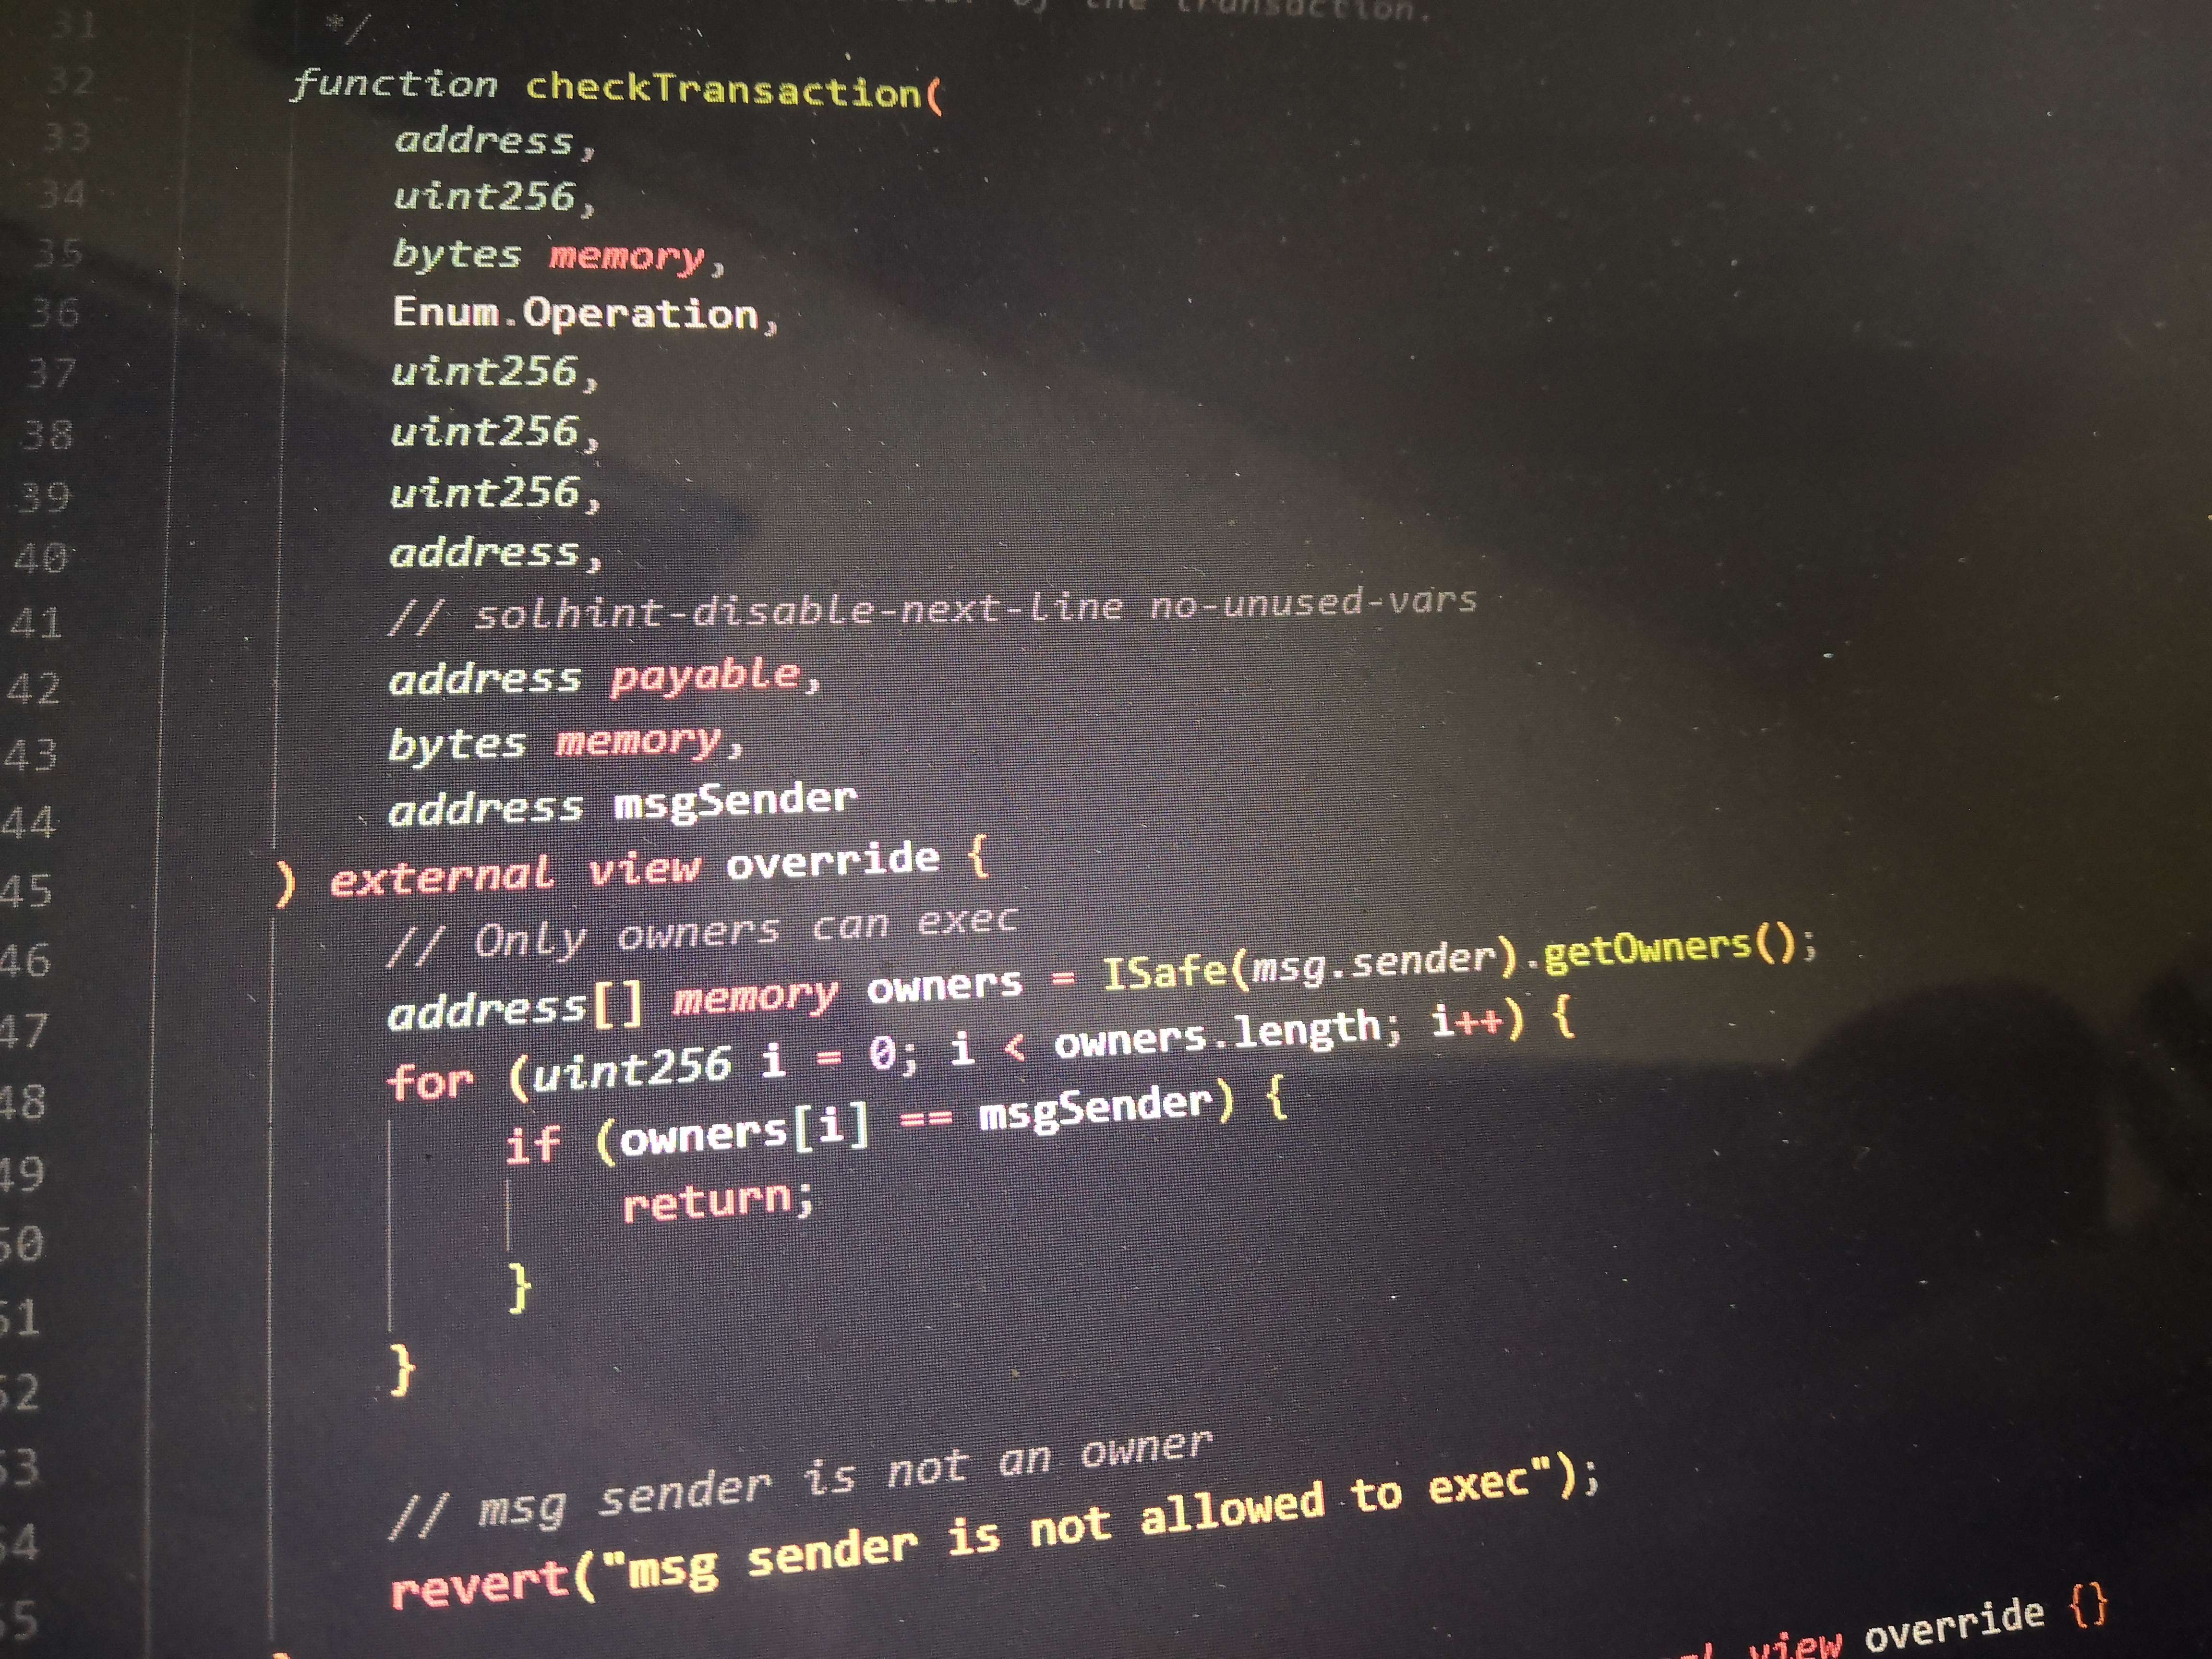 31 */ the transaction.
32 function checkTransaction(
33 address,
34 uint256,
35 bytes memory,
36 Enum.Operation,
37 uint256,
38 uint256,
39 uint256,
40 address,
41 // solhint-disable-next-line no-unused-vars
42 address payable,
43 bytes memory,
44 address msgSender
45 ) external view override {
46 // Only owners can exec
47 address[] memory owners = ISafe(msg.sender).getOwners();
48 for (uint256 i = 0; i < owners.length; i++) {
49 if (owners[i] == msgSender) {
50 return;
51 }
52 }
53
54 // msg sender is not an owner
55 revert("msg sender is not allowed to exec");
view override {}